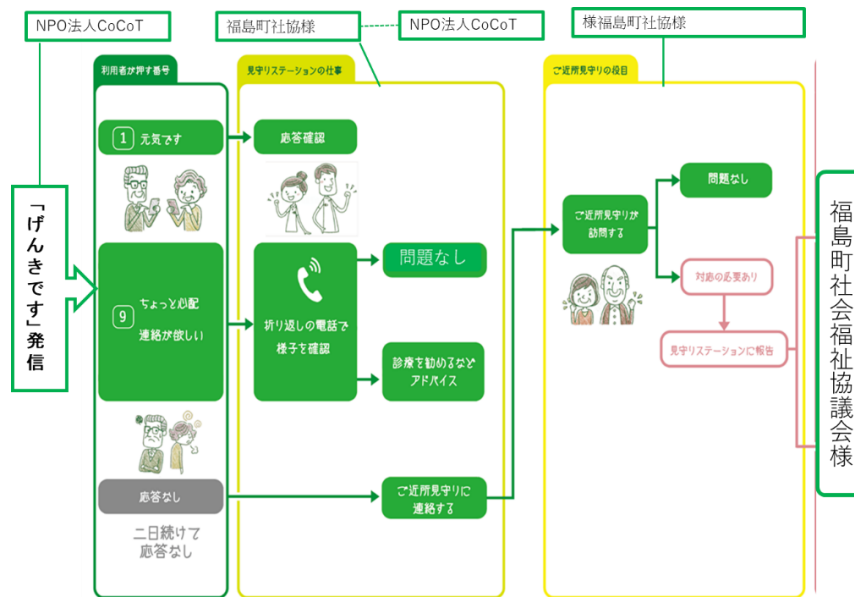 NPO法人CoCoT
福島町社協様
NPO法人CoCoT
様福島町社協様
利用者が押す番号
見守りステーションの仕事
ご近所見守りの役目
「げんきです」発信
1 元気です
応答確認
9 ちょっと心配
連絡が欲しい
折り返しの電話で
様子を確認
問題なし
診療を勧めるなど
アドバイス
応答なし
二日続けて
応答なし
ご近所見守りに
連絡する
ご近所見守りが
訪問する
問題なし
対応の必要あり
見守りステーションに報告
福島町社会福祉協議会様